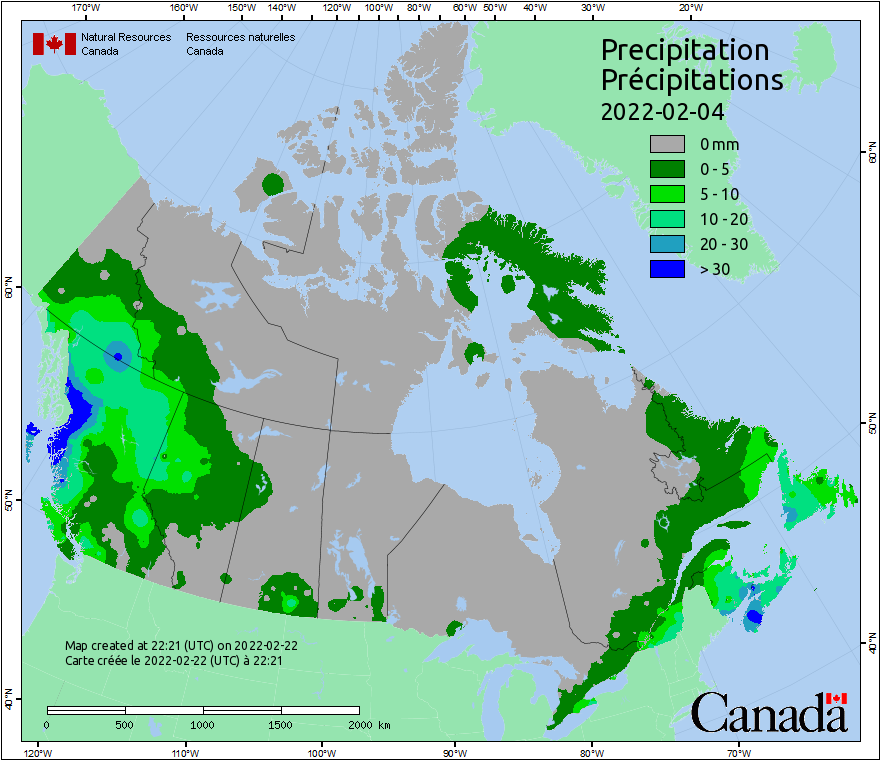 170°W 160°W 150°W 140°W 120°W 100°W 80°W 60°W 50°W 40°W 30°W 20°W
Natural Resources Ressources naturelles
Canada Canada
Precipitation
Précipitations
2022-02-04
0 mm
0 - 5
5 - 10
10 - 20
20 - 30
> 30
60°N
60°N
50°N
50°N
40°N
40°N
Map created at 22:21 (UTC) on 2022-02-22
Carte créée le 2022-02-22 (UTC) à 22:21
0 500 1000 1500 2000 km
Canada
120°W 110°W 100°W 90°W 80°W 70°W